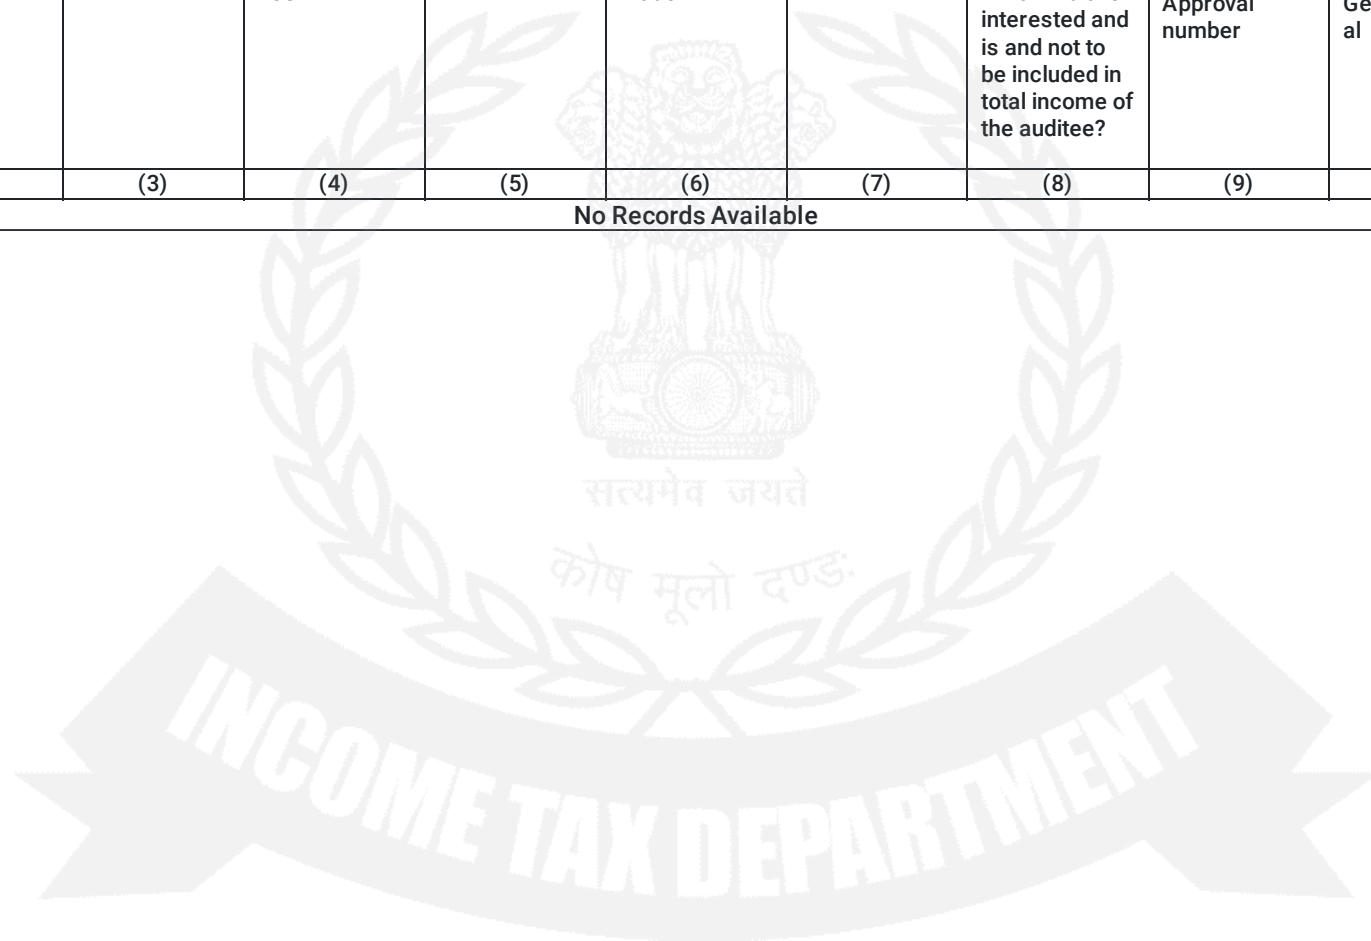 interested and
is and not to
be included in
total income of
the auditee?
Approval
number
al
(3) (4) (5) (6) (7) (8) (9)
No Records Available
सत्यमेव जयते
कोष मूलो दण्डः
INCOME TAX DEPARTMENT